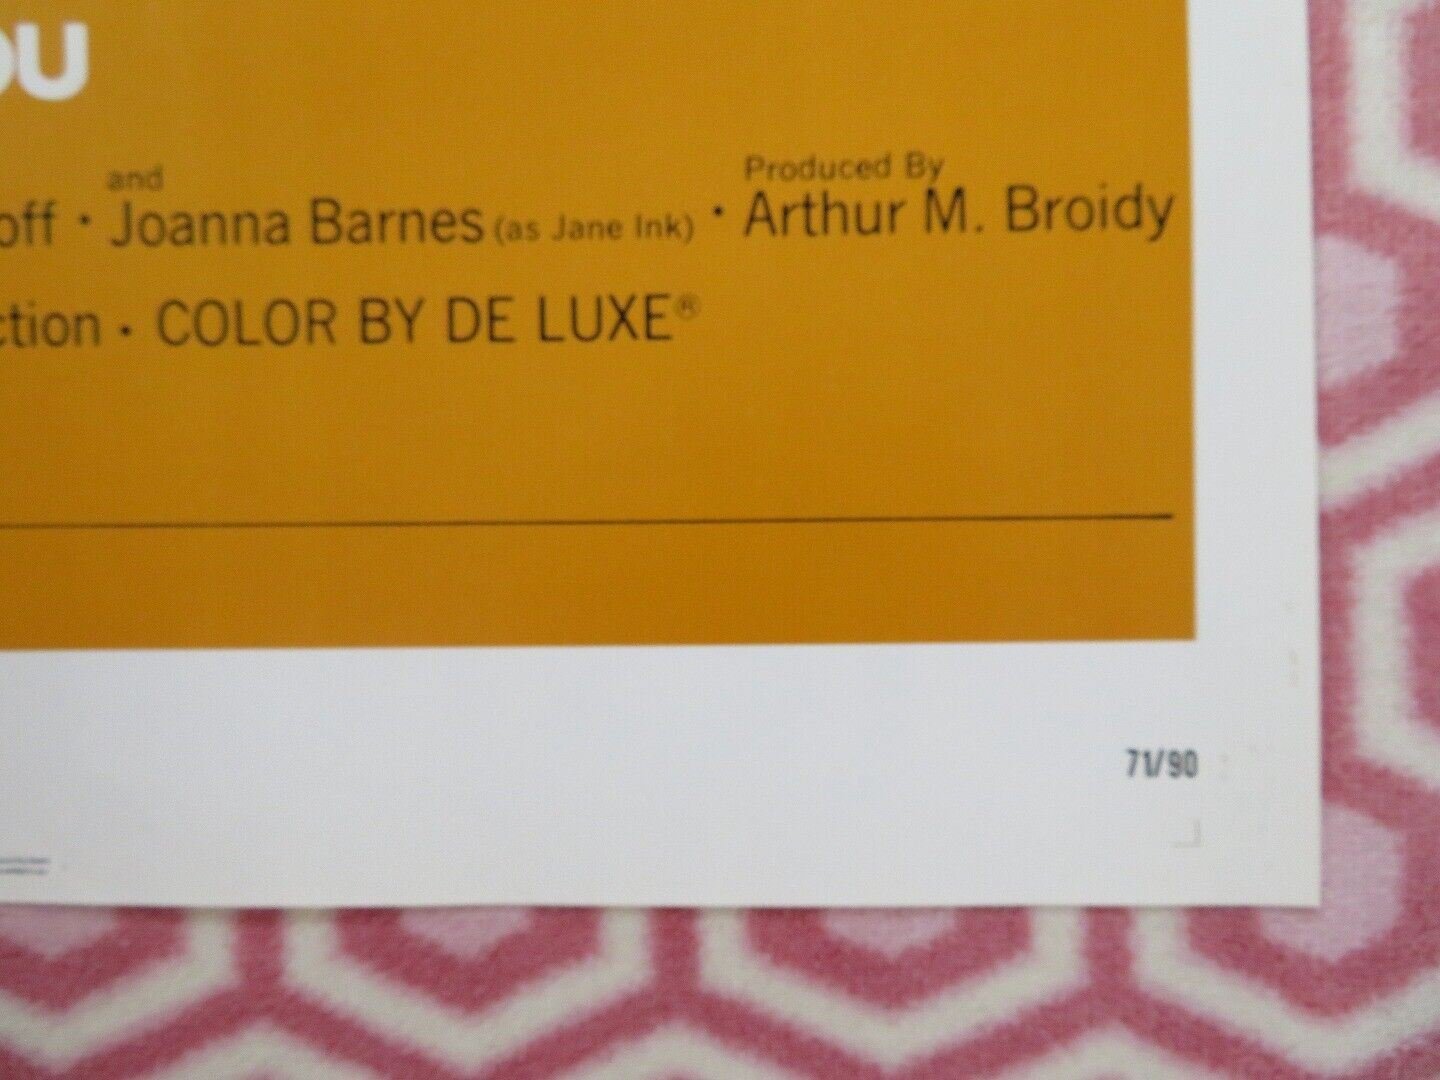 OU
and
Produced By
off · Joanna Barnes (as Jane Ink) · Arthur M. Broidy
ction · COLOR BY DE LUXE®
71/90